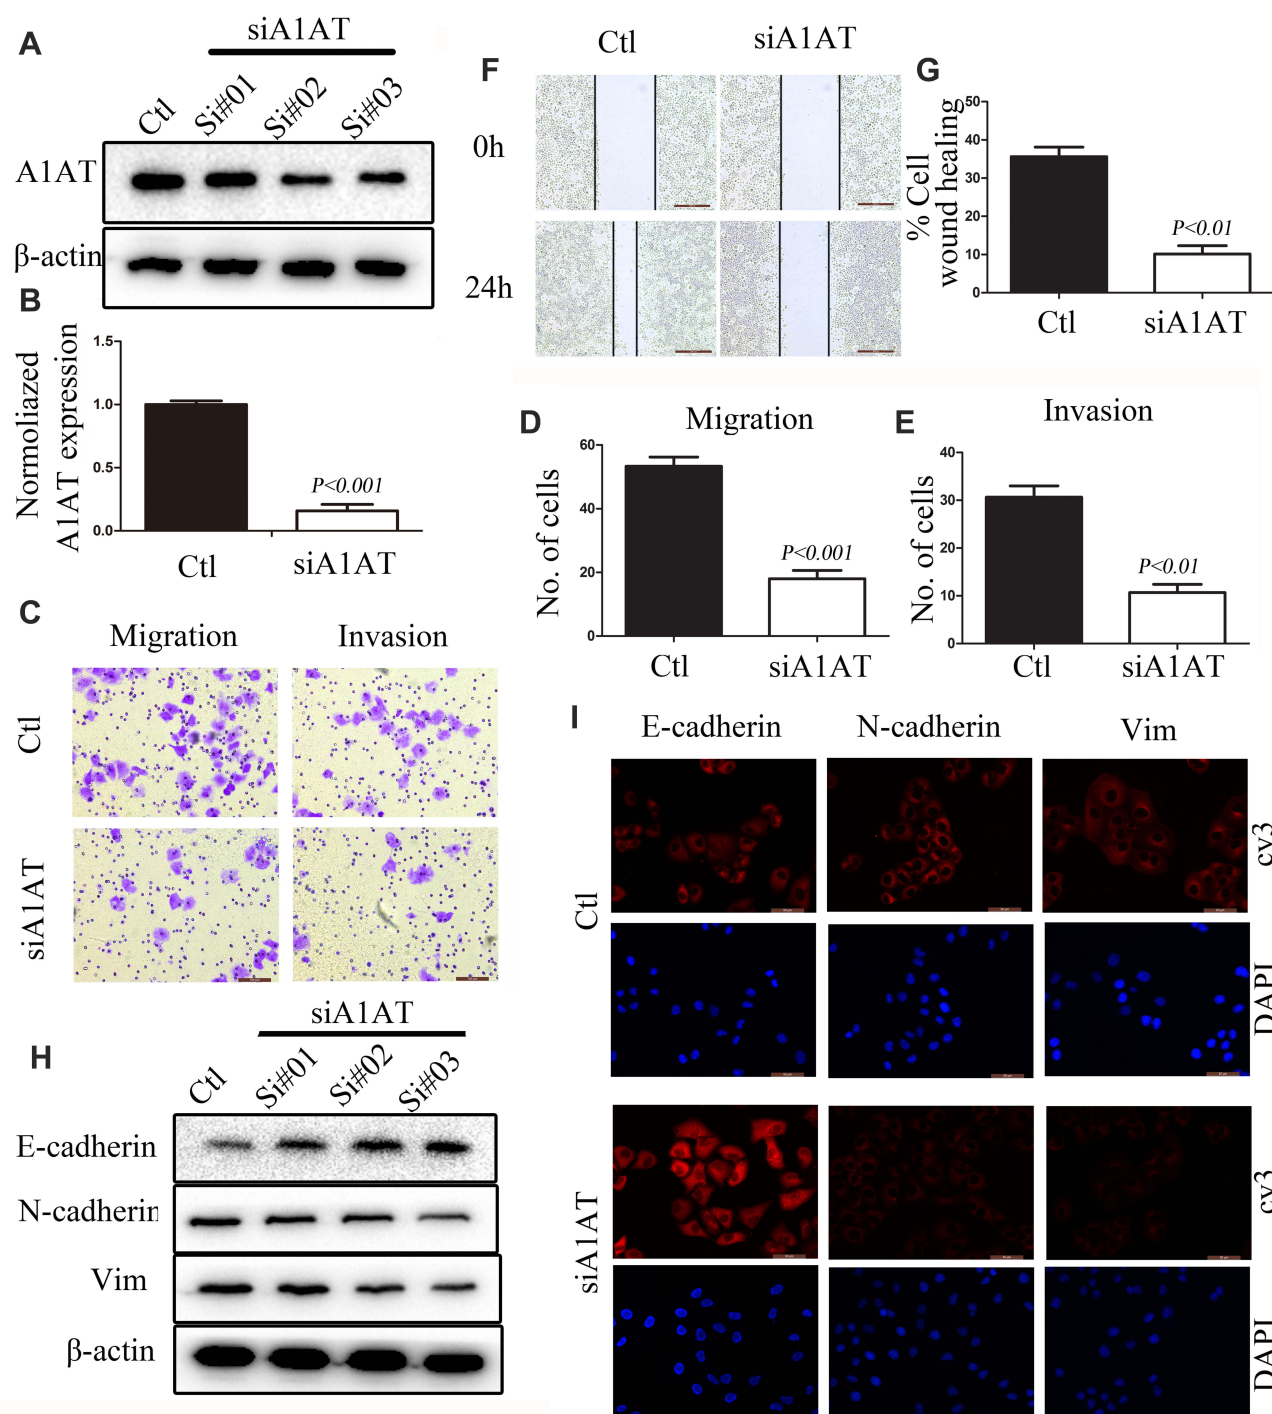 A
siA1AT
Ctl
Si#01
Si#02
Si#03
A1AT
β-actin
B
Normoliazed
A1AT expression
1.5
1.0
0.5
0.0
P<0.001
Ctl
siA1AT
C
Migration
Invasion
Ctl
siA1AT
F
Ctl
siA1AT
0h
24h
G
% Cell
wound healing
50
40
30
20
10
0
P<0.01
Ctl
siA1AT
D
Migration
No. of cells
60
40
20
0
P<0.001
Ctl
siA1AT
E
Invasion
No. of cells
40
30
20
10
0
P<0.01
Ctl
siA1AT
H
siA1AT
Ctl
Si#01
Si#02
Si#03
E-cadherin
N-cadherin
Vim
β-actin
I
E-cadherin
N-cadherin
Vim
Ctl
cy3
DAPI
siA1AT
cy3
DAPI